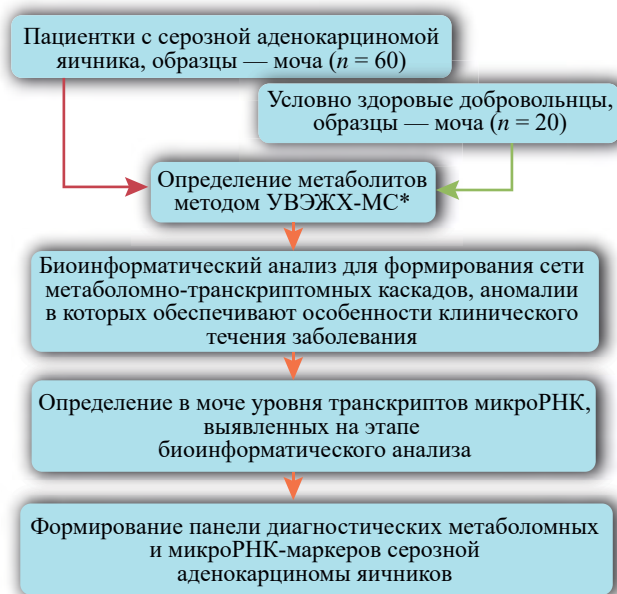 Пациентки с серозной аденокарциномой
яичника, образцы — моча (n = 60)
Условно здоровые добровольцы,
образцы — моча (n = 20)
Определение метаболитов
методом УВЭЖХ-МС*
Биоинформатический анализ для формирования сети
метаболомно-транскриптомных каскадов, аномалии
в которых обеспечивают особенности клинического
течения заболевания
Определение в моче уровня транскриптов микроРНК,
выявленных на этапе
биоинформатического анализа
Формирование панели диагностических метаболомных
и микроРНК-маркеров серозной
аденокарциномы яичников